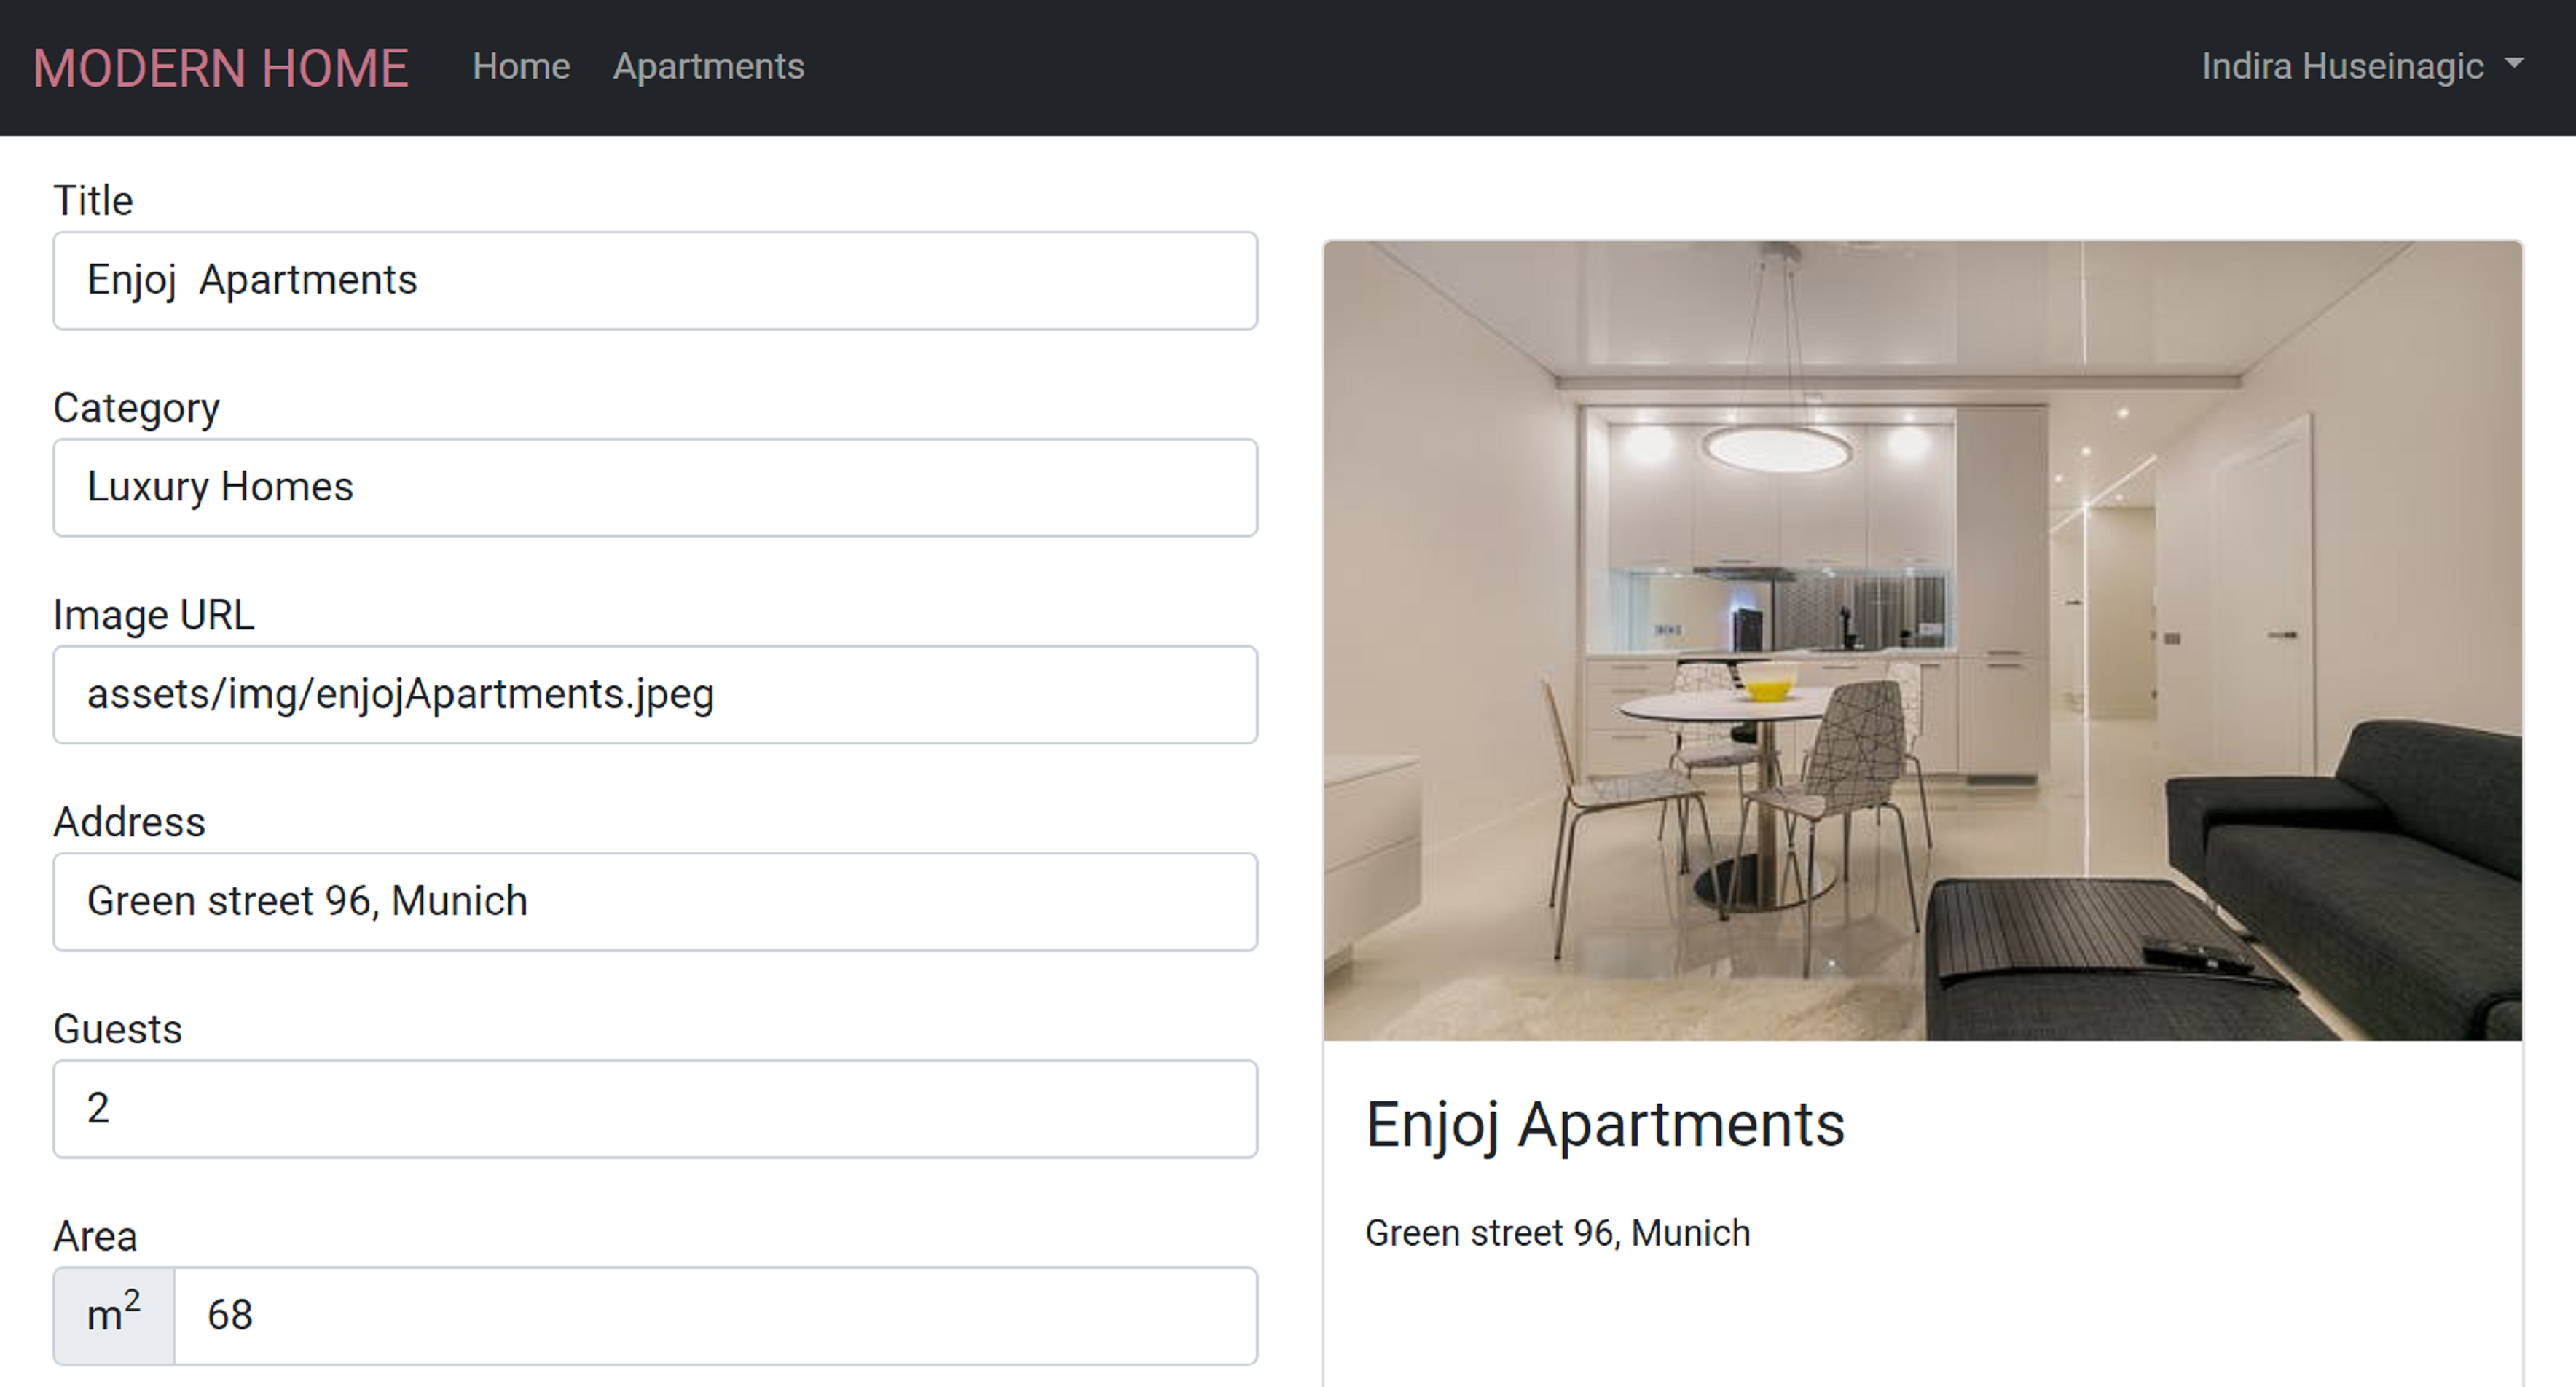 MODERN HOME Home Apartments Indira Huseinagic
Title
Enjoj  Apartments
Category
Luxury Homes
Image URL
assets/img/enjojApartments.jpeg
Address
Green street 96, Munich
Guests
2
Area
m² 68
Enjoj Apartments
Green street 96, Munich